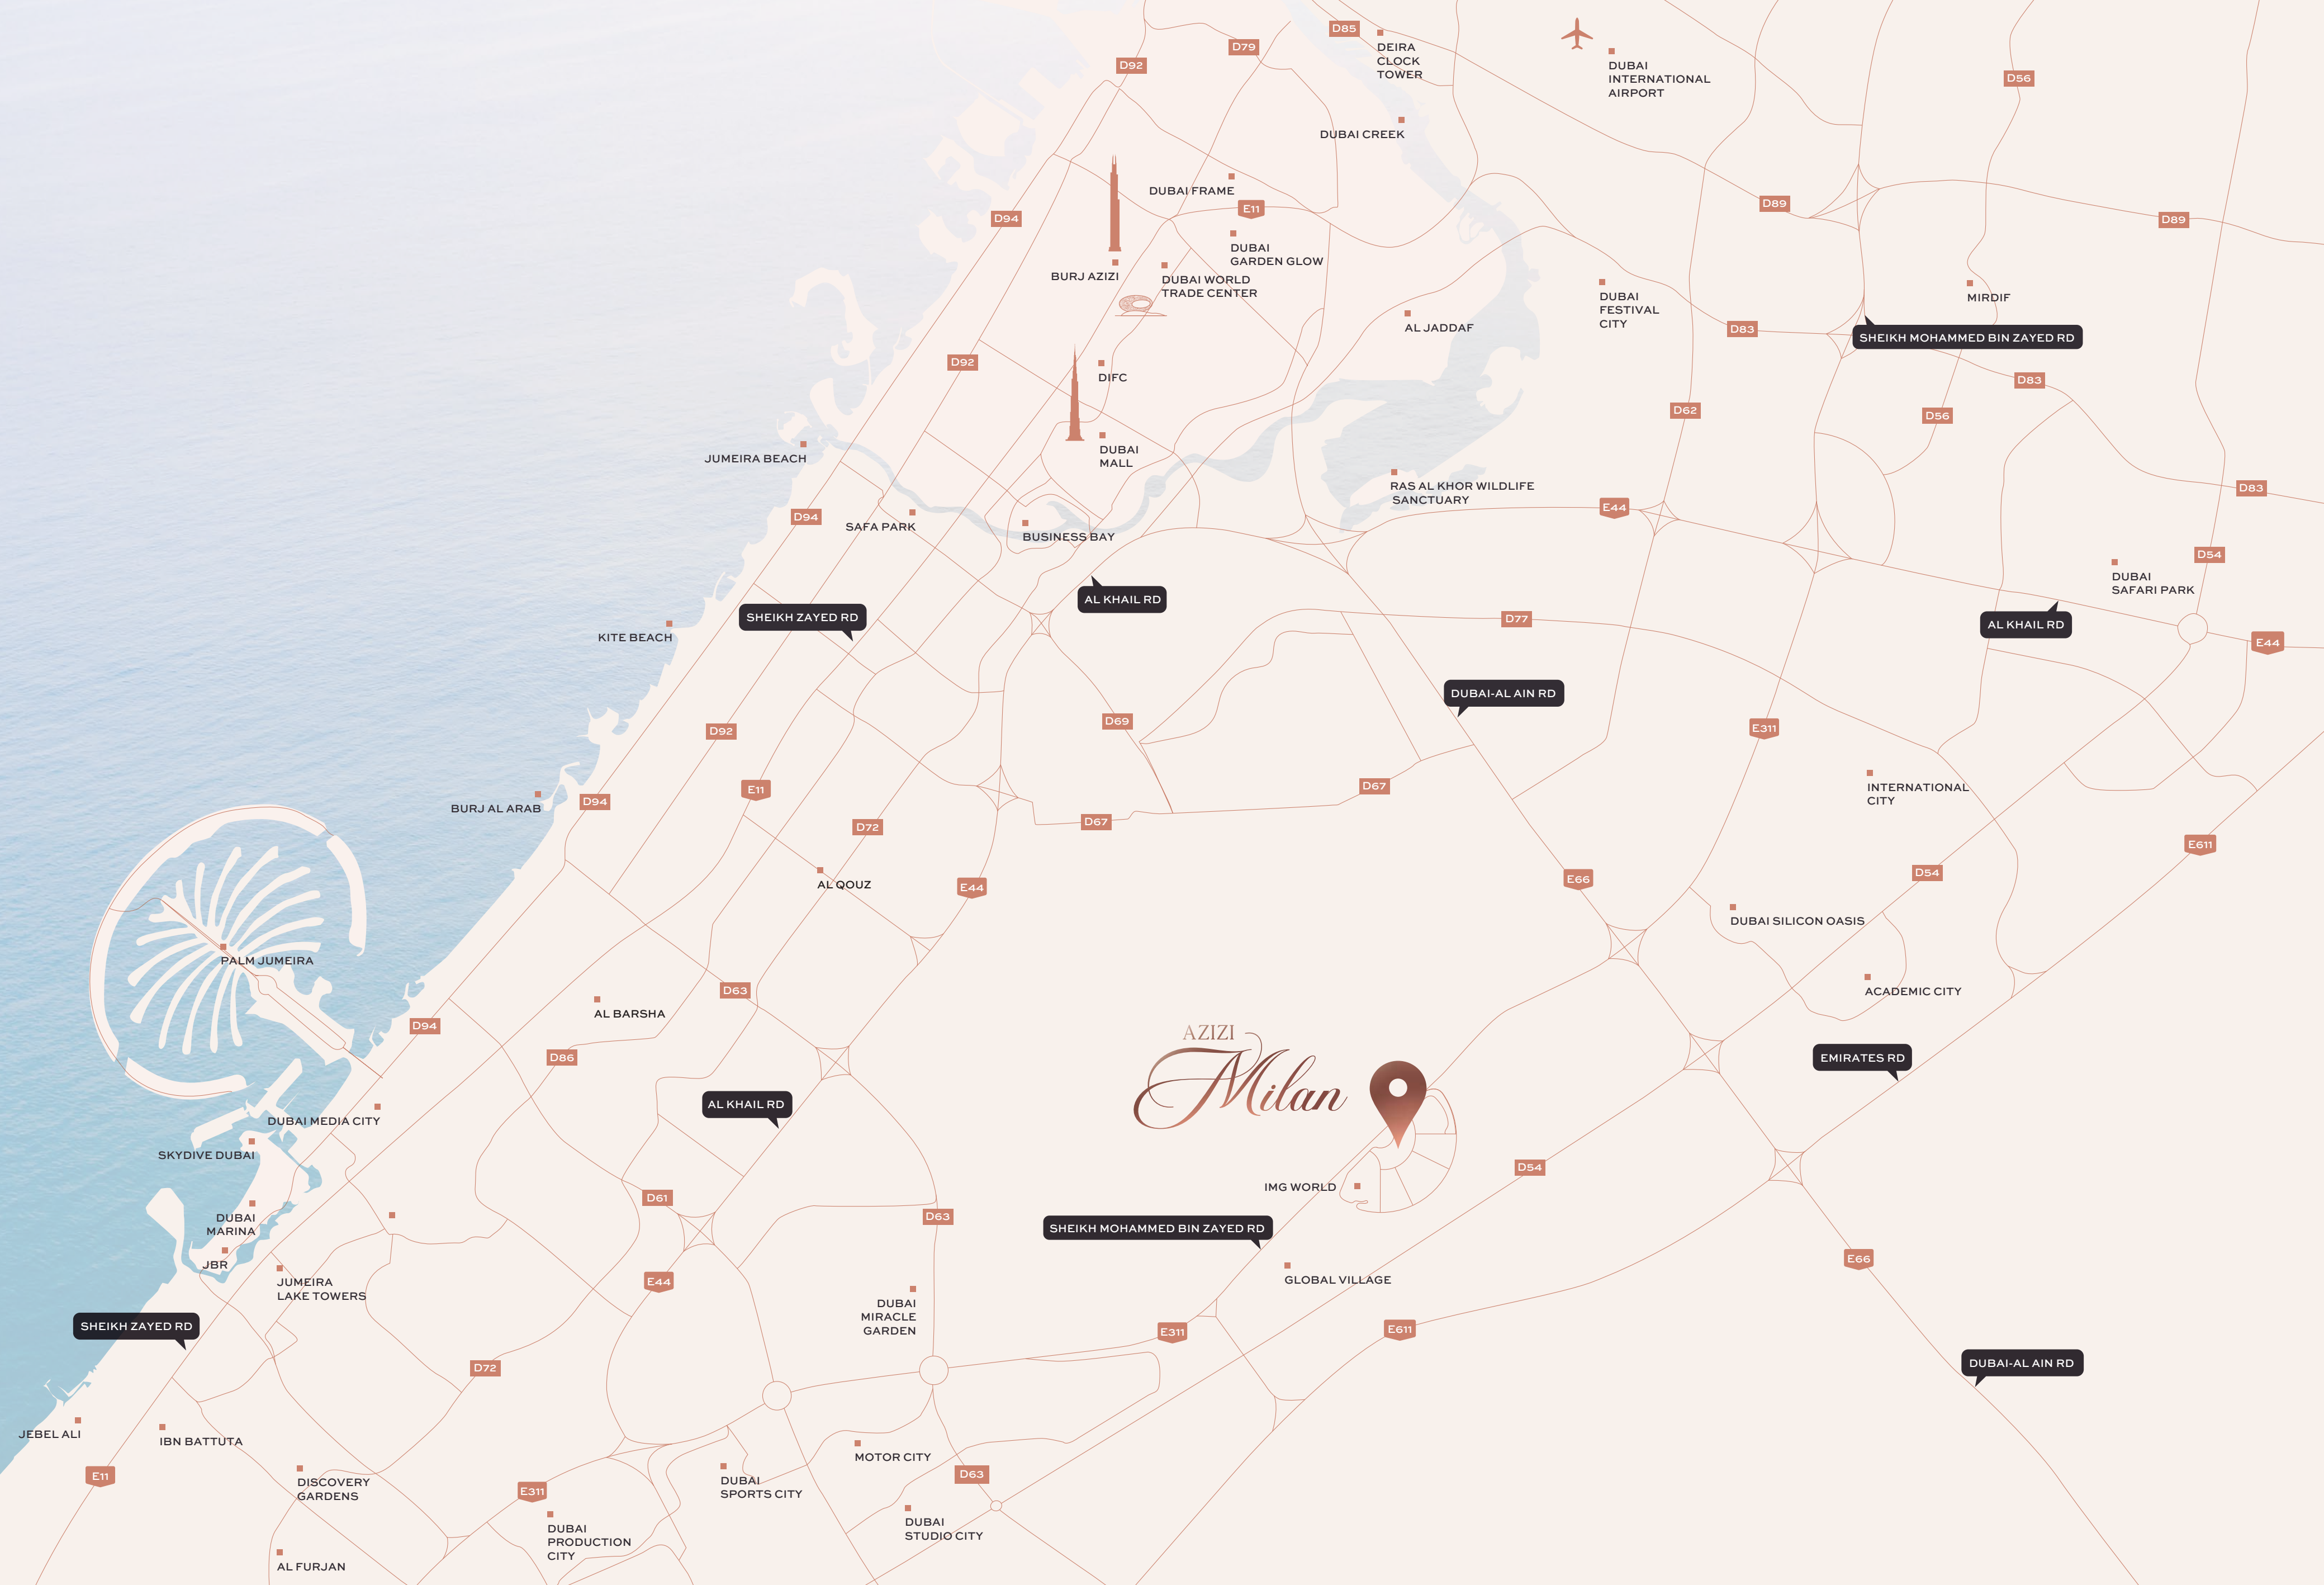 D85
DEIRA
CLOCK
TOWER
D79
D92
DUBAI
INTERNATIONAL
AIRPORT
D56
DUBAI CREEK
DUBAI FRAME
E11
D94
D89
D89
DUBAI
GARDEN GLOW
BURJ AZIZI
DUBAI WORLD
TRADE CENTER
DUBAI
FESTIVAL
CITY
MIRDIF
AL JADDAF
D83
SHEIKH MOHAMMED BIN ZAYED RD
D92
DIFC
D83
D62
D56
DUBAI
MALL
JUMEIRA BEACH
RAS AL KHOR WILDLIFE
SANCTUARY
D83
E44
D94
SAFA PARK
BUSINESS BAY
D54
DUBAI
SAFARI PARK
AL KHAIL RD
SHEIKH ZAYED RD
D77
AL KHAIL RD
KITE BEACH
E44
DUBAI-AL AIN RD
D69
D92
E311
E11
D67
INTERNATIONAL
CITY
D94
BURJ AL ARAB
D67
D72
E611
D54
AL QOUZ
E44
E66
DUBAI SILICON OASIS
PALM JUMEIRA
D63
ACADEMIC CITY
AL BARSHA
D94
AZIZI
Milan
D86
EMIRATES RD
AL KHAIL RD
DUBAI MEDIA CITY
SKYDIVE DUBAI
D54
IMG WORLD
D61
DUBAI
MARINA
D63
SHEIKH MOHAMMED BIN ZAYED RD
JBR
E66
JUMEIRA
LAKE TOWERS
E44
GLOBAL VILLAGE
DUBAI
MIRACLE
GARDEN
SHEIKH ZAYED RD
E311
E611
D72
DUBAI-AL AIN RD
JEBEL ALI
IBN BATTUTA
MOTOR CITY
E11
D63
DISCOVERY
GARDENS
DUBAI
SPORTS CITY
E311
DUBAI
PRODUCTION
CITY
DUBAI
STUDIO CITY
AL FURJAN